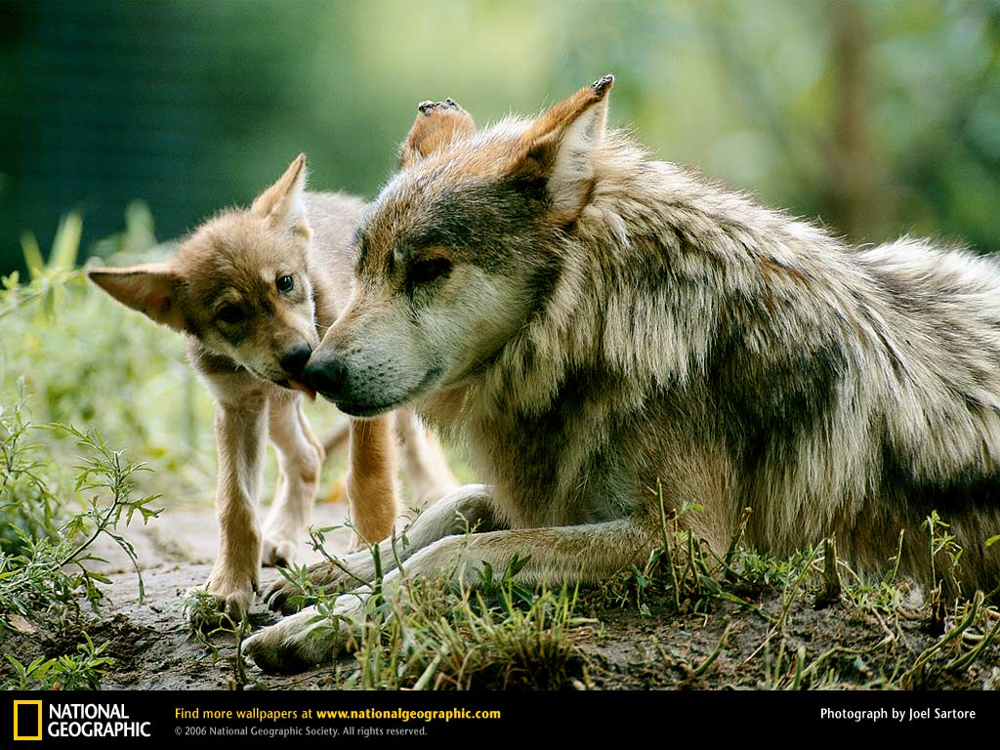 NATIONAL
GEOGRAPHIC
Find more wallpapers at www.nationalgeographic.com
© 2006 National Geographic Society. All rights reserved.
Photograph by Joel Sartore